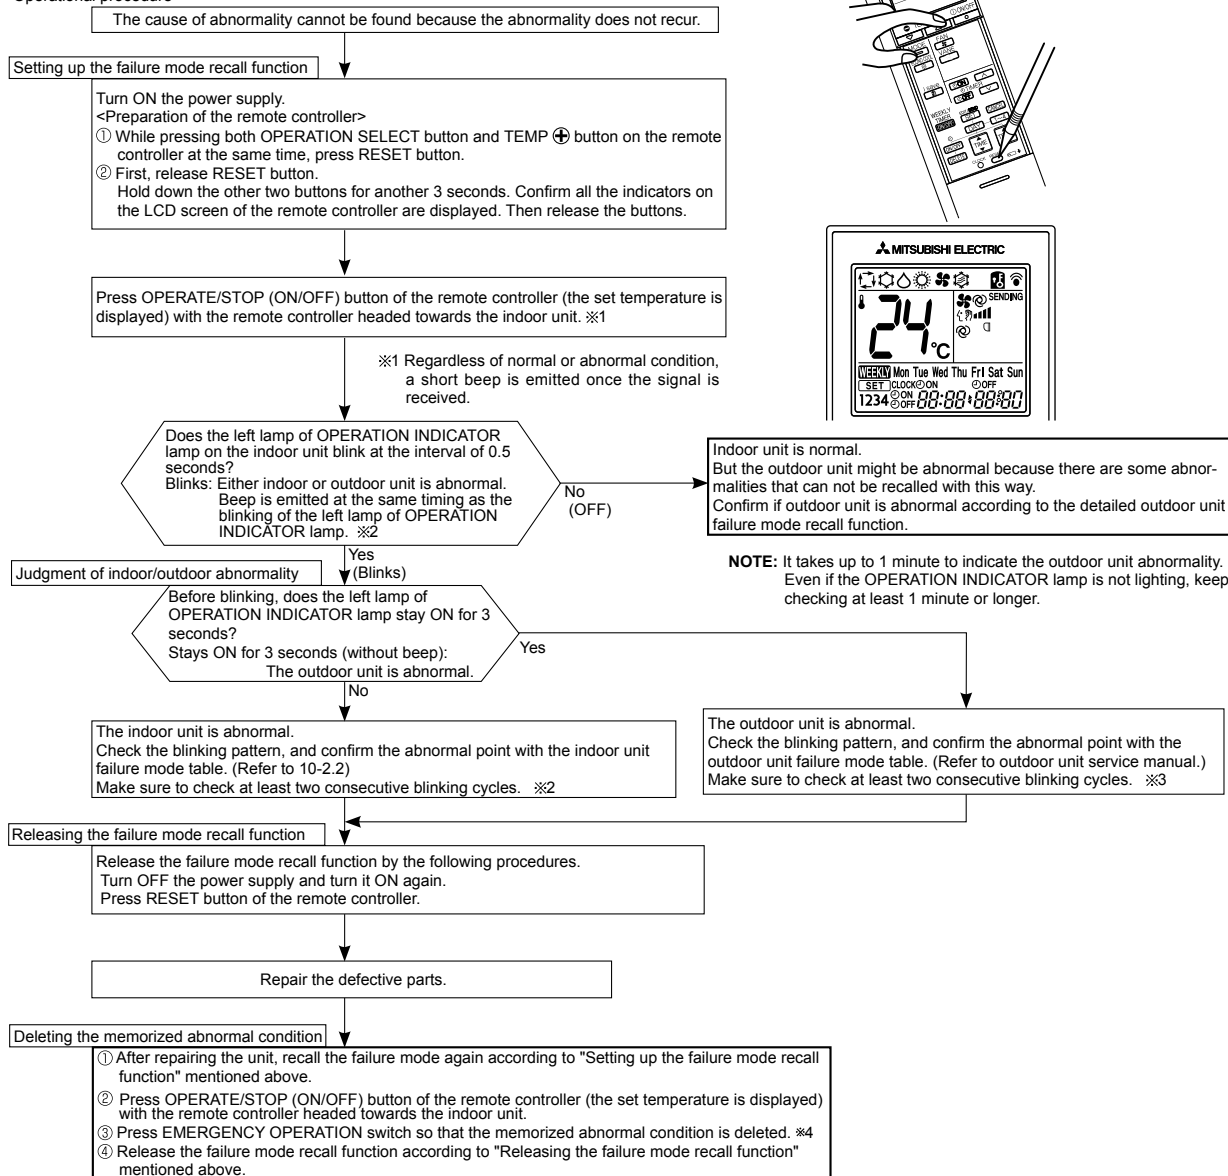 Operational procedure
The cause of abnormality cannot be found because the abnormality does not recur.
Setting up the failure mode recall function
Turn ON the power supply.
<Preparation of the remote controller>
① While pressing both OPERATION SELECT button and TEMP ⊕ button on the remote
controller at the same time, press RESET button.
② First, release RESET button.
Hold down the other two buttons for another 3 seconds. Confirm all the indicators on
the LCD screen of the remote controller are displayed. Then release the buttons.
ON/OFF
FAN
MODE
VANE
WEEKLY
TIMER
ON/OFF
TIMER
TIME
CLOCK
MITSUBISHI ELECTRIC
SENDING
24°C
WEEKLY Mon Tue Wed Thu Fri Sat Sun
SET CLOCK ON OFF
1234 ON OFF 88:88 88:80
Press OPERATE/STOP (ON/OFF) button of the remote controller (the set temperature is
displayed) with the remote controller headed towards the indoor unit. ※1
※1 Regardless of normal or abnormal condition,
a short beep is emitted once the signal is
received.
Does the left lamp of OPERATION INDICATOR
lamp on the indoor unit blink at the interval of 0.5
seconds?
Blinks: Either indoor or outdoor unit is abnormal.
Beep is emitted at the same timing as the
blinking of the left lamp of OPERATION
INDICATOR lamp. ※2
No
(OFF)
Indoor unit is normal.
But the outdoor unit might be abnormal because there are some abnor-
malities that can not be recalled with this way.
Confirm if outdoor unit is abnormal according to the detailed outdoor unit
failure mode recall function.
NOTE: It takes up to 1 minute to indicate the outdoor unit abnormality.
Even if the OPERATION INDICATOR lamp is not lighting, keep
checking at least 1 minute or longer.
Yes
(Blinks)
Judgment of indoor/outdoor abnormality
Before blinking, does the left lamp of
OPERATION INDICATOR lamp stay ON for 3
seconds?
Stays ON for 3 seconds (without beep):
The outdoor unit is abnormal.
Yes
No
The indoor unit is abnormal.
Check the blinking pattern, and confirm the abnormal point with the indoor unit
failure mode table. (Refer to 10-2.2)
Make sure to check at least two consecutive blinking cycles. ※2
The outdoor unit is abnormal.
Check the blinking pattern, and confirm the abnormal point with the
outdoor unit failure mode table. (Refer to outdoor unit service manual.)
Make sure to check at least two consecutive blinking cycles. ※3
Releasing the failure mode recall function
Release the failure mode recall function by the following procedures.
Turn OFF the power supply and turn it ON again.
Press RESET button of the remote controller.
Repair the defective parts.
Deleting the memorized abnormal condition
① After repairing the unit, recall the failure mode again according to "Setting up the failure mode recall
function" mentioned above.
② Press OPERATE/STOP (ON/OFF) button of the remote controller (the set temperature is displayed)
with the remote controller headed towards the indoor unit.
③ Press EMERGENCY OPERATION switch so that the memorized abnormal condition is deleted. ※4
④ Release the failure mode recall function according to "Releasing the failure mode recall function"
mentioned above.